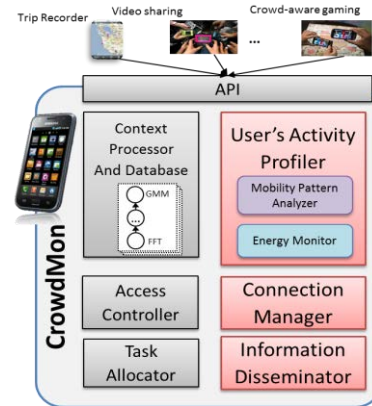 Trip Recorder
Video sharing
...
Crowd-aware gaming
API
CrowdMon
Context
Processor
And Database
GMM
...
FFT
User's Activity
Profiler
Mobility Pattern
Analyzer
Energy Monitor
Access
Controller
Connection
Manager
Task
Allocator
Information
Disseminator